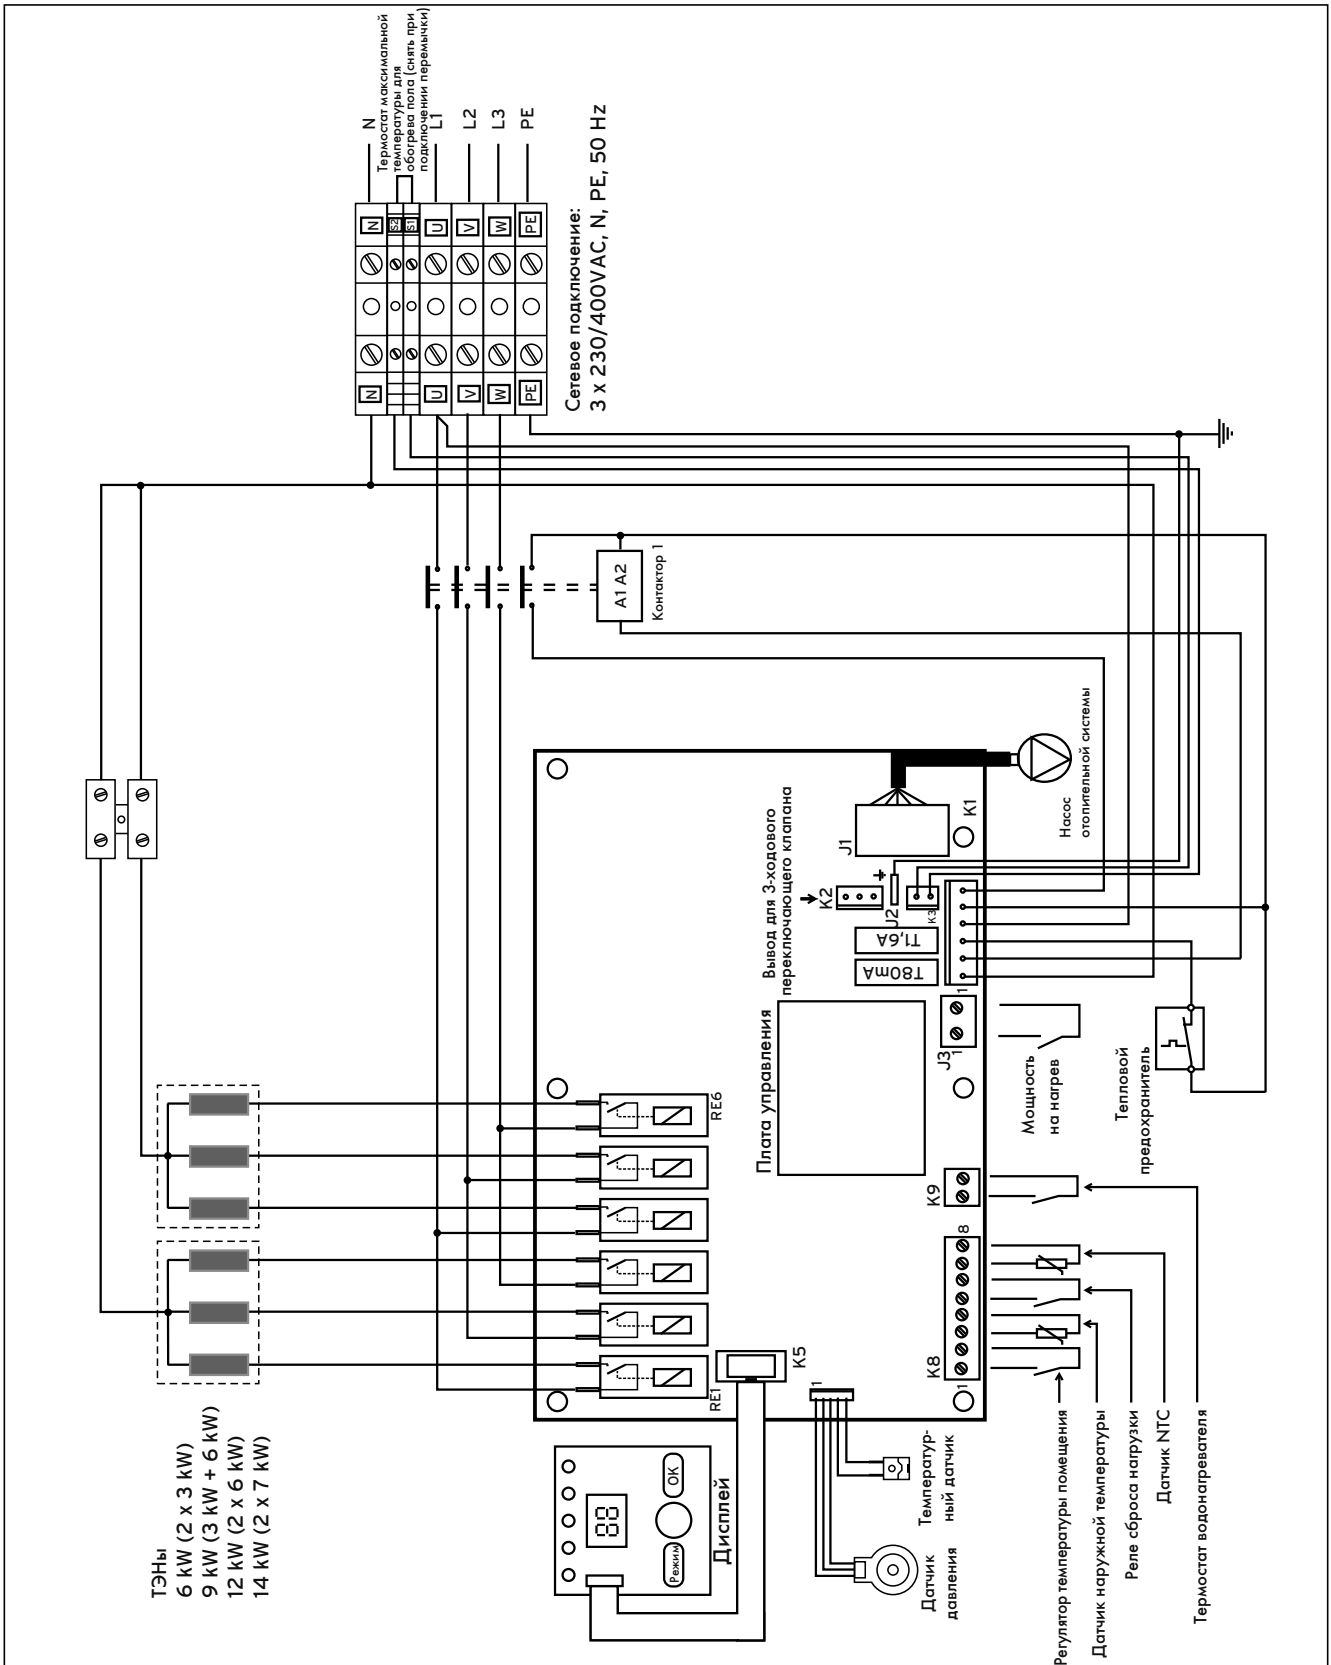 N
Термостат максимальной
температуры для
обогрева пола (снять при
подключении перемычки)
L1
L2
L3
PE
N
S2
S1
U
V
W
PE
N
U
V
W
PE
Сетевое подключение:
3 x 230/400VAC, N, PE, 50 Hz
A1 A2
Контактор 1
Насос
отопительной системы
J1
K1
Вывод для 3-ходового
переключающего клапана
K2
J2
K3
T1,6A
T80mA
1
J3
1
Плата управления
Мощность
на нагрев
Тепловой
предохранитель
RE6
RE1
K9
8
K8
1
K5
1
ТЭНы
6 kW (2 x 3 kW)
9 kW (3 kW + 6 kW)
12 kW (2 x 6 kW)
14 kW (2 x 7 kW)
88
OK
Режим
Дисплей
Температур-
ный датчик
Датчик
давления
Регулятор температуры помещения
Датчик наружной температуры
Реле сброса нагрузки
Датчик NTC
Термостат водонагревателя